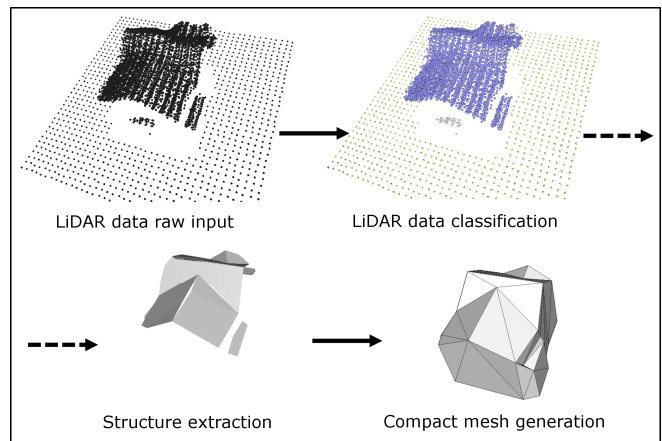 LiDAR data raw input
LiDAR data classification
Structure extraction
Compact mesh generation